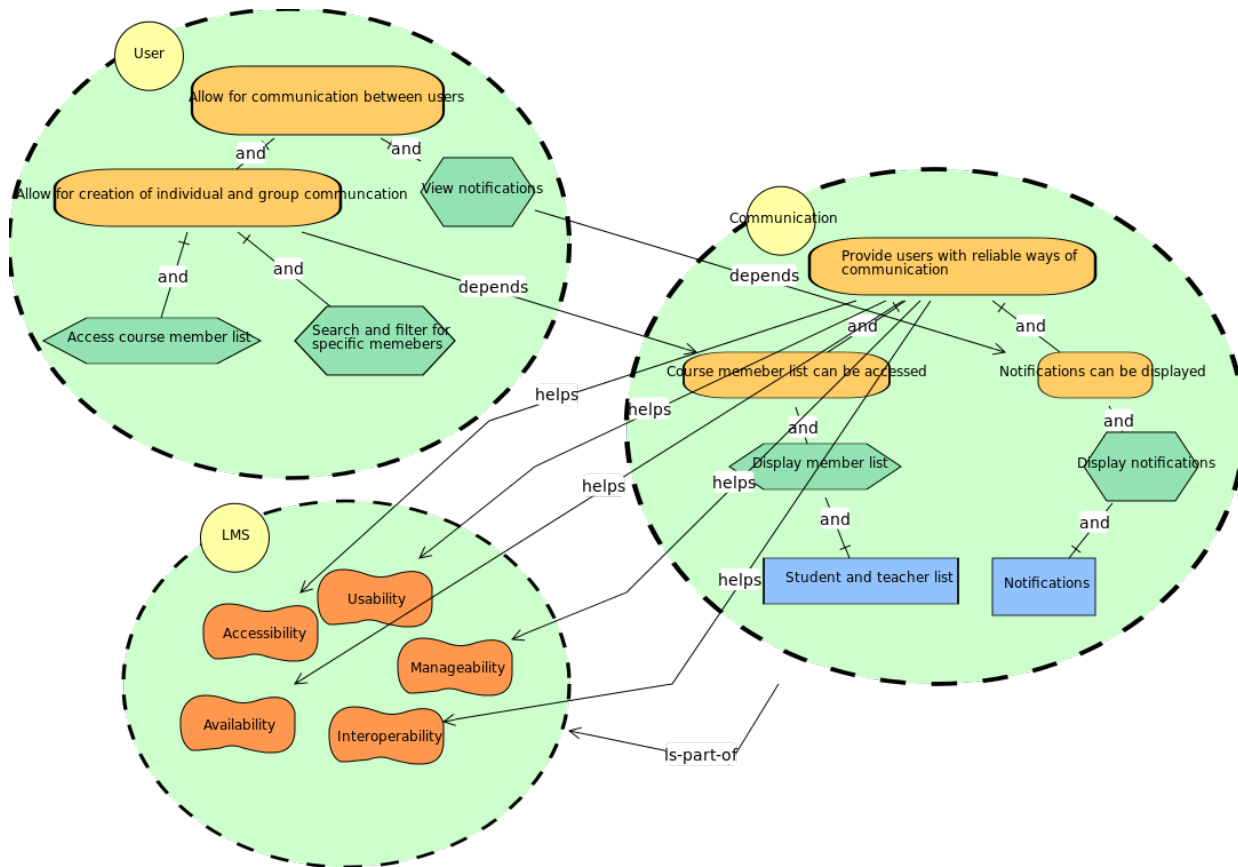 User
Allow for communication between users
and
and
Allow for creation of individual and group communcation
View notifications
and
and
depends
Access course member list
Search and filter for
specific memebers
Communication
Provide users with reliable ways of
communication
depends
and
and
Course memeber list can be accessed
Notifications can be displayed
helps
helps
and
and
Display member list
Display notifications
helps
helps
and
and
helps
Student and teacher list
Notifications
LMS
Usability
Accessibility
Manageability
Availability
Interoperability
is-part-of